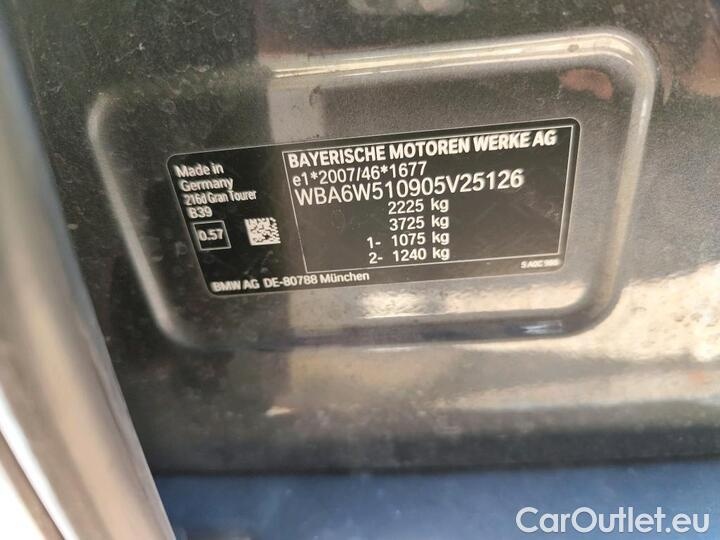 Made in
Germany
216d Gran Tourer
B39
0.57
BAYERISCHE MOTOREN WERKE AG
e1*2007/46*1677
WBA6W510905V25126
2225 kg
3725 kg
1- 1075 kg
2- 1240 kg
BMW AG DE-80788 München
CarOutlet.eu